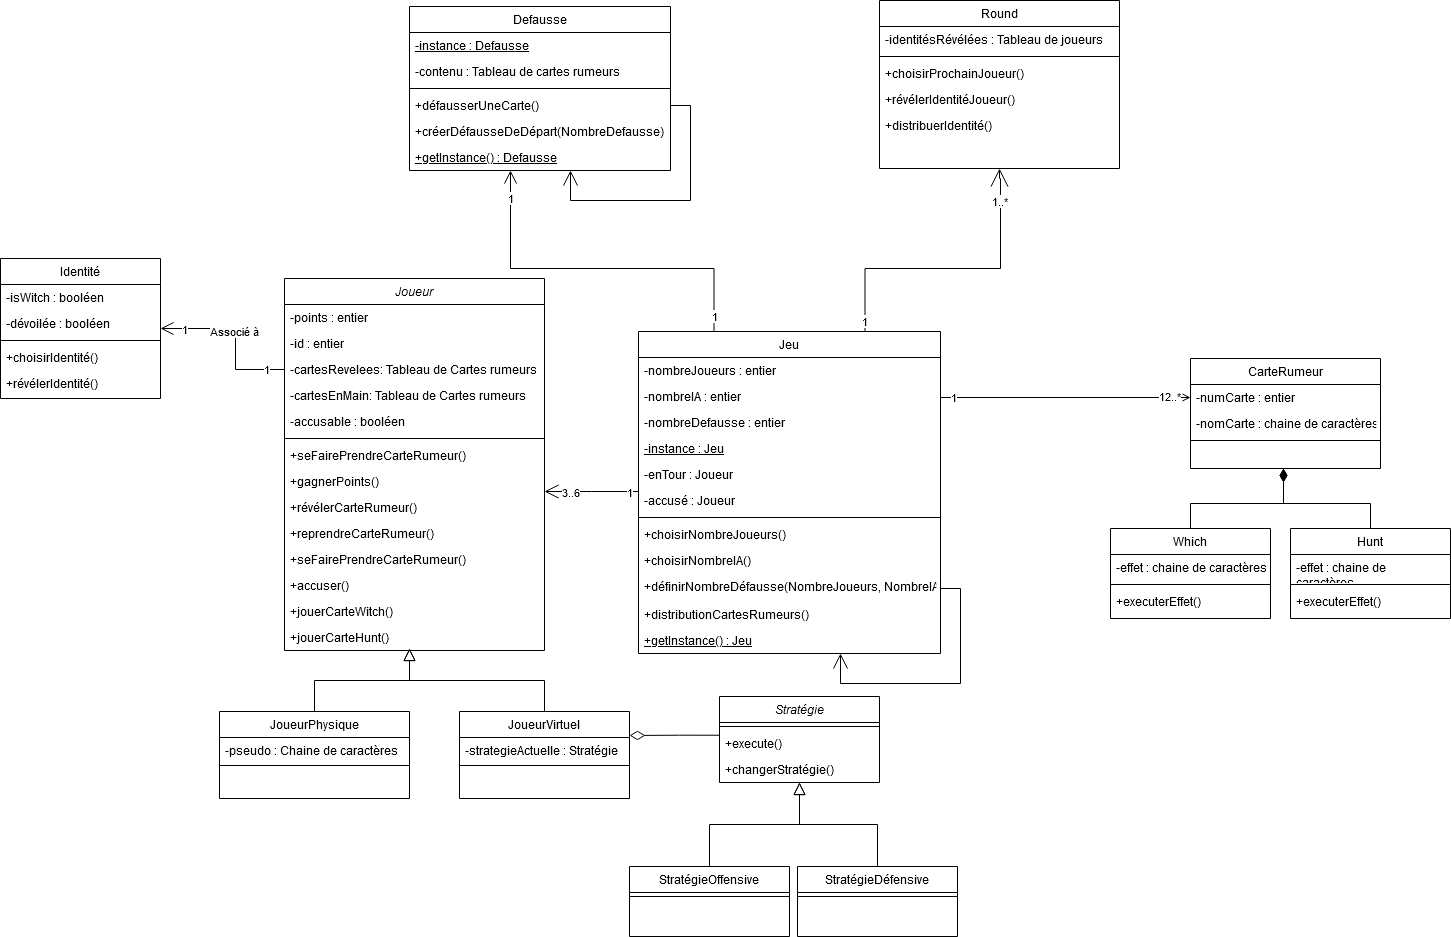 Defausse
-instance : Defausse
-contenu : Tableau de cartes rumeurs
+défausserUneCarte()
+créerDéfausseDeDépart(NombreDefausse)
+getInstance() : Defausse
1
Round
-identitésRévélées : Tableau de joueurs
+choisirProchainJoueur()
+révélerIdentitéJoueur()
+distribuerIdentité()
1..*
Identité
-isWitch : booléen
-dévoilée : booléen
+choisirIdentité()
+révélerIdentité()
1
Associé à
1
Joueur
-points : entier
-id : entier
-cartesRevelees: Tableau de Cartes rumeurs
-cartesEnMain: Tableau de Cartes rumeurs
-accusable : booléen
+seFairePrendreCarteRumeur()
+gagnerPoints()
+révélerCarteRumeur()
+reprendreCarteRumeur()
+seFairePrendreCarteRumeur()
+accuser()
+jouerCarteWitch()
+jouerCarteHunt()
3..6
1
1
1
Jeu
-nombreJoueurs : entier
-nombreIA : entier
-nombreDefausse : entier
-instance : Jeu
-enTour : Joueur
-accusé : Joueur
+choisirNombreJoueurs()
+choisirNombreIA()
+définirNombreDéfausse(NombreJoueurs, NombreIA
+distributionCartesRumeurs()
+getInstance() : Jeu
1
12..*
CarteRumeur
-numCarte : entier
-nomCarte : chaine de caractères
Which
-effet : chaine de caractères
+executerEffet()
Hunt
-effet : chaine de
caractères
+executerEffet()
JoueurPhysique
-pseudo : Chaine de caractères
JoueurVirtuel
-strategieActuelle : Stratégie
Stratégie
+execute()
+changerStratégie()
StratégieOffensive
StratégieDéfensive